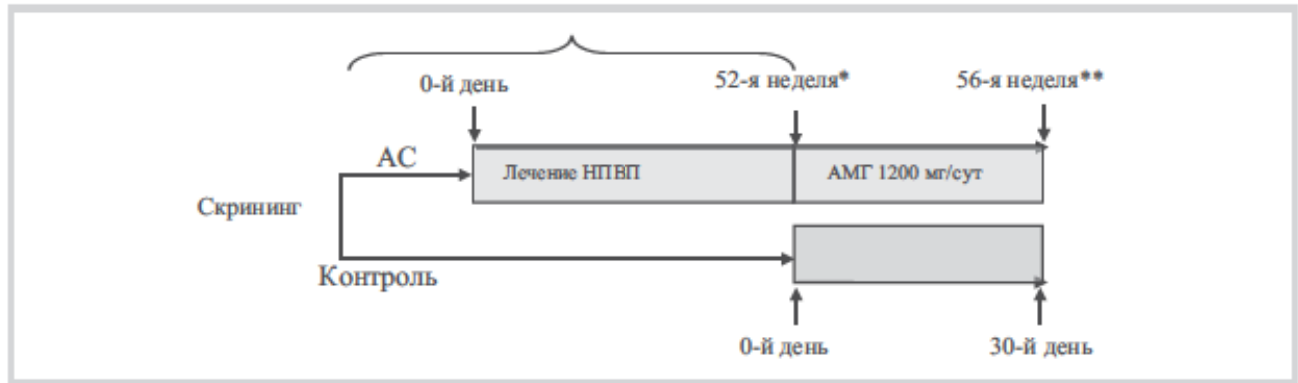 0-й день
52-я неделя*
56-я неделя**
АС
Лечение НПВП
АМГ 1200 мг/сут
Скрининг
Контроль
0-й день
30-й день